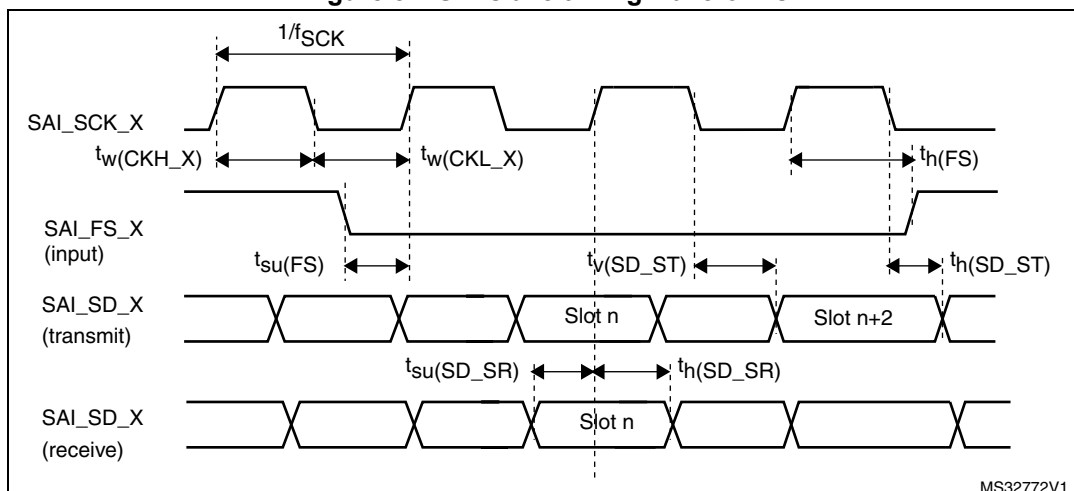 1/fSCK
SAI_SCK_X
tw(CKH_X)
tw(CKL_X)
th(FS)
SAI_FS_X
(input)
tsu(FS)
tv(SD_ST)
th(SD_ST)
SAI_SD_X
(transmit)
Slot n
Slot n+2
tsu(SD_SR)
th(SD_SR)
SAI_SD_X
(receive)
Slot n
MS32772V1